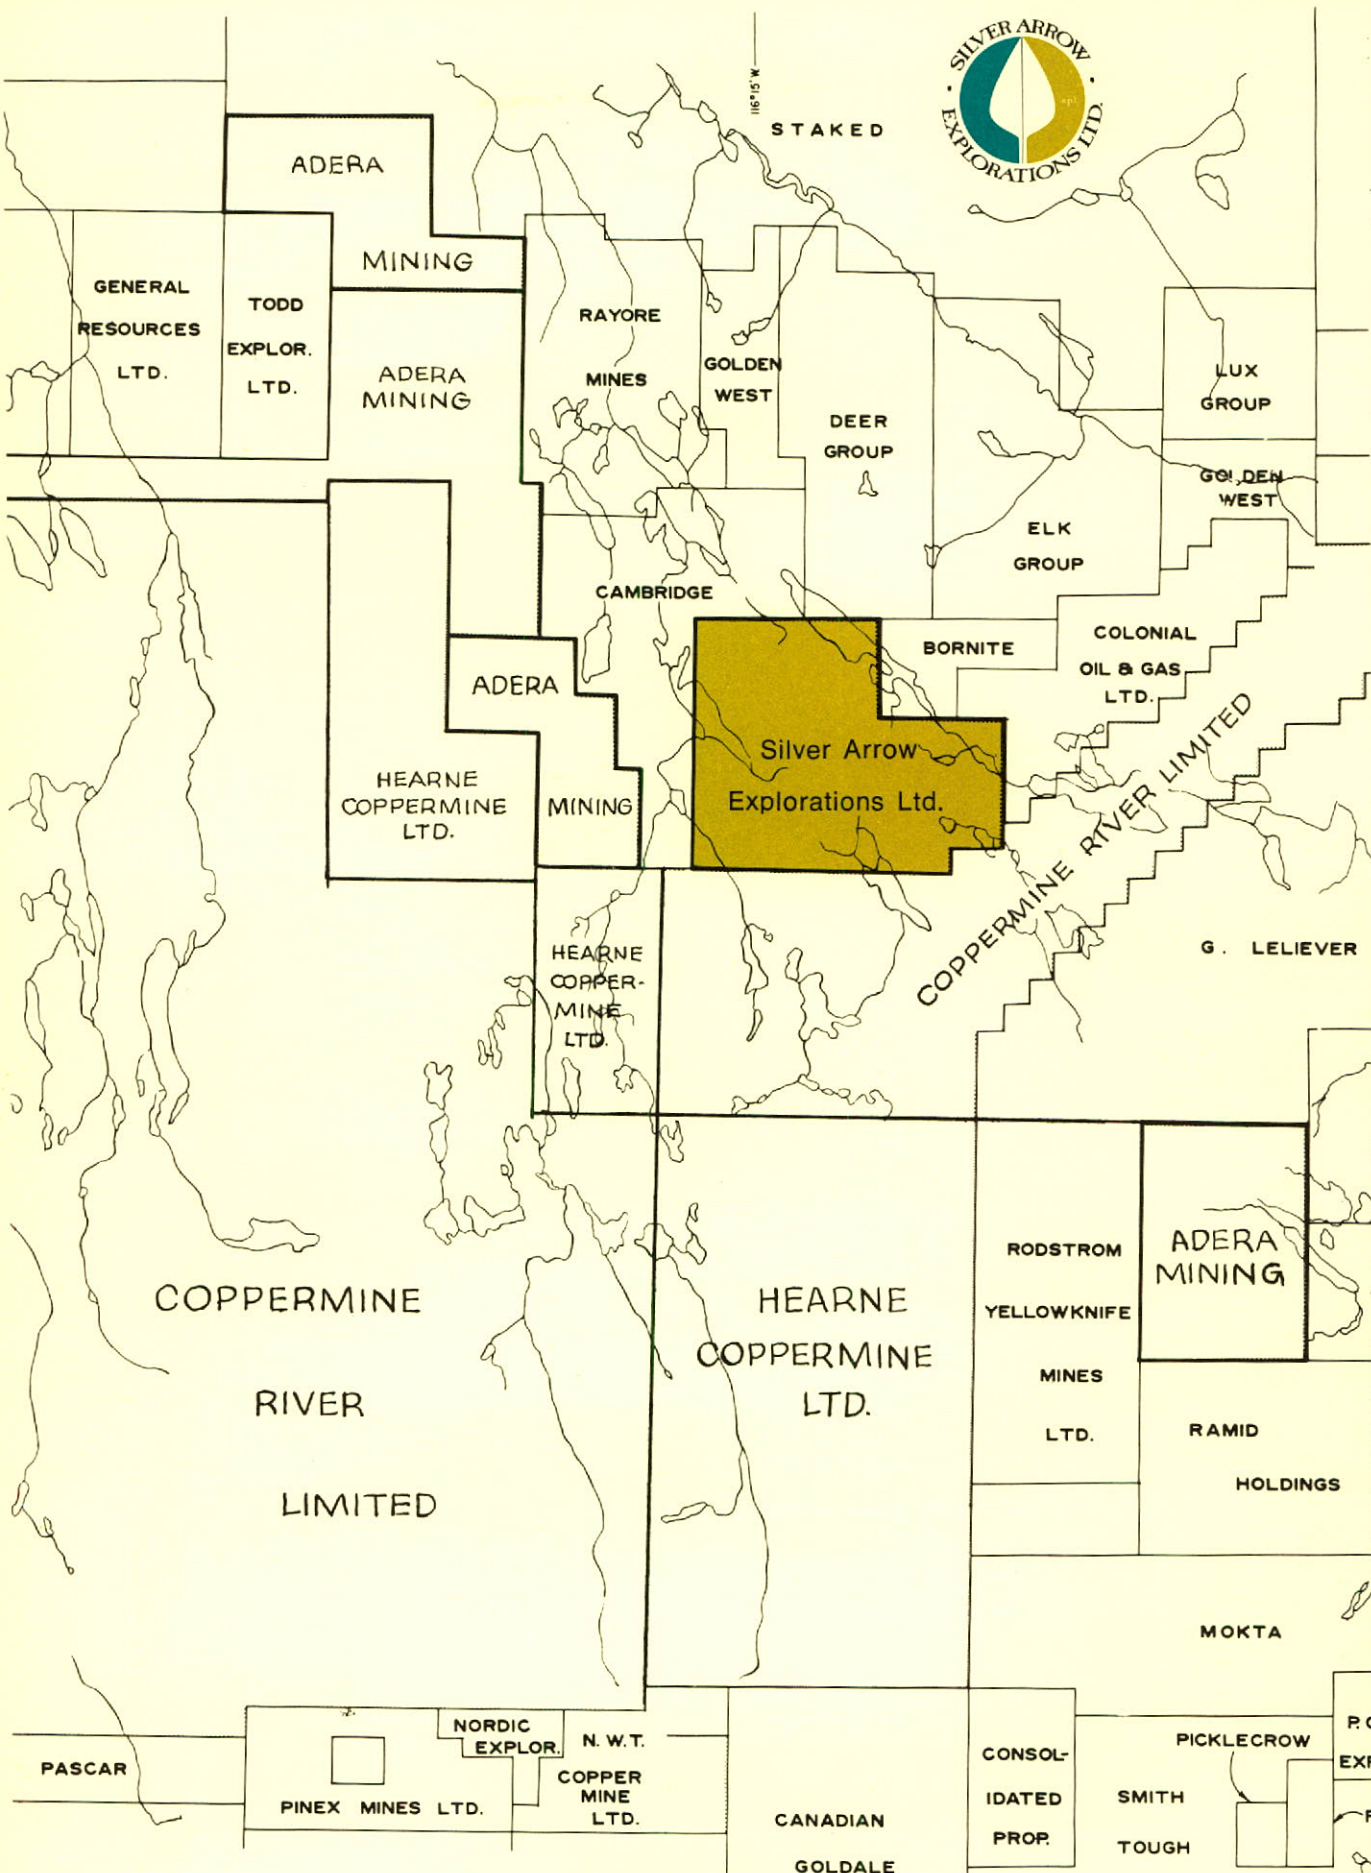 SILVER ARROW
EXPLORATIONS LTD.
116°15' W.
STAKED
ADERA
MINING
GENERAL
RESOURCES
LTD.
TODD
EXPLOR.
LTD.
ADERA
MINING
RAYORE
MINES
GOLDEN
WEST
DEER
GROUP
LUX
GROUP
GOLDEN
WEST
ELK
GROUP
CAMBRIDGE
BORNITE
COLONIAL
OIL & GAS
LTD.
ADERA
MINING
HEARNE
COPPERMINE
LTD.
Silver Arrow
Explorations Ltd.
COPPERMINE RIVER LIMITED
G. LELIEVER
HEARNE
COPPER-
MINE
LTD.
COPPERMINE
RIVER
LIMITED
HEARNE
COPPERMINE
LTD.
RODSTROM
YELLOWKNIFE
MINES
LTD.
ADERA
MINING
RAMID
HOLDINGS
MOKTA
PASCAR
PINEX MINES LTD.
NORDIC
EXPLOR.
N.W.T.
COPPER
MINE
LTD.
CANADIAN
GOLDALE
CONSOL-
IDATED
PROP.
PICKLECROW
SMITH
TOUGH